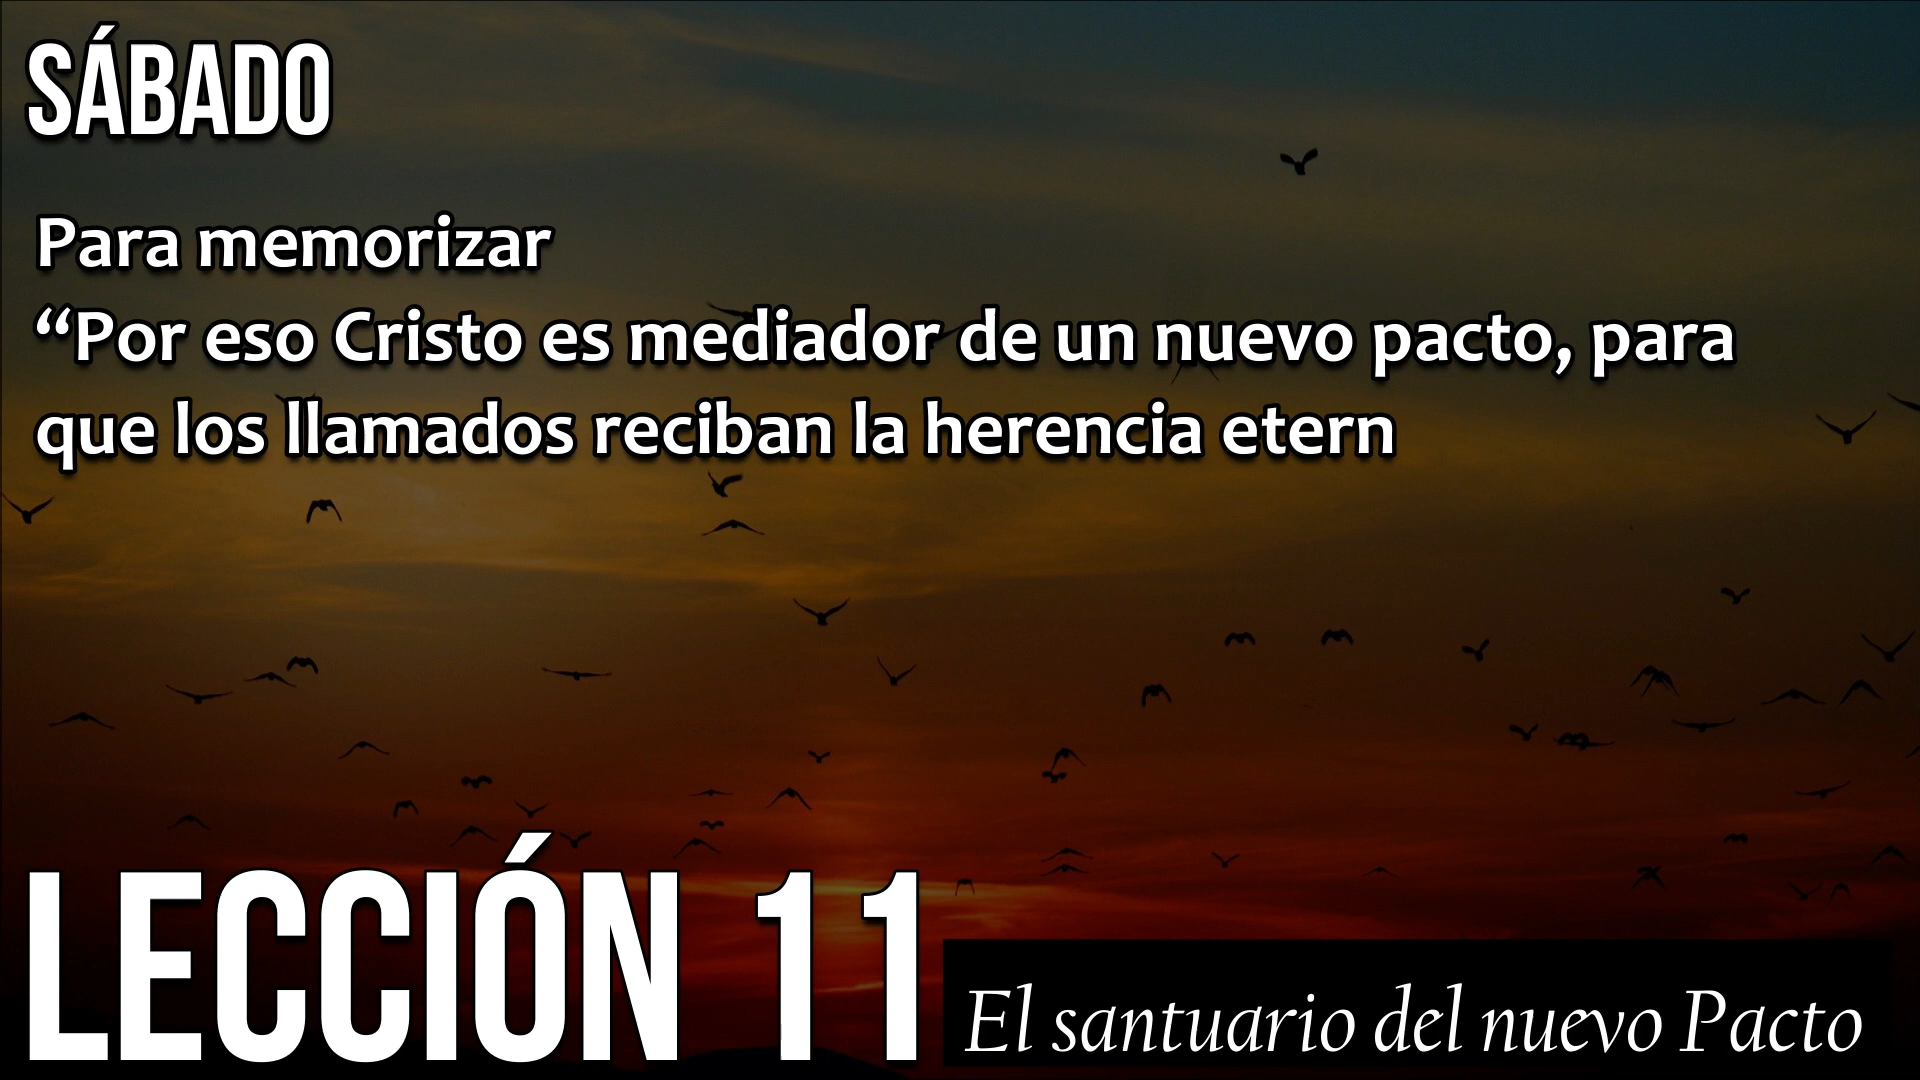 SÁBADO
Para memorizar
“Por eso Cristo es mediador de un nuevo pacto, para
que los llamados reciban la herencia etern
LECCIÓN 11
El santuario del nuevo Pacto